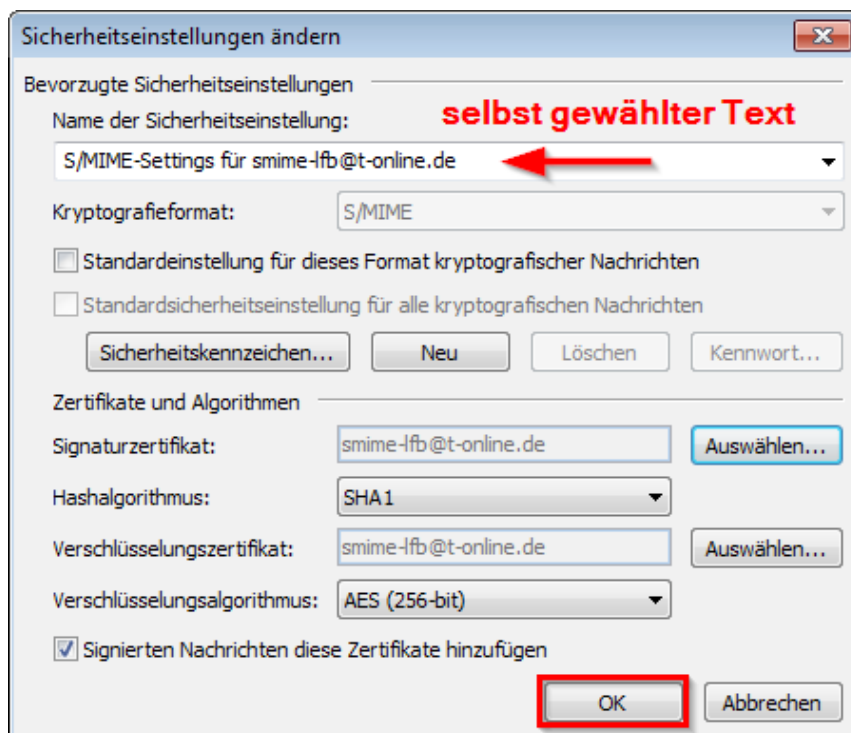 Sicherheitseinstellungen ändern
Bevorzugte Sicherheitseinstellungen
Name der Sicherheitseinstellung:
selbst gewählter Text
S/MIME-Settings für smime-lfb@t-online.de
Kryptografieformat: S/MIME
Standardeinstellung für dieses Format kryptografischer Nachrichten
Standardsicherheitseinstellung für alle kryptografischen Nachrichten
Sicherheitskennzeichen... Neu Löschen Kennwort...
Zertifikate und Algorithmen
Signaturzertifikat: smime-lfb@t-online.de Auswählen...
Hashalgorithmus: SHA1
Verschlüsselungszertifikat: smime-lfb@t-online.de Auswählen...
Verschlüsselungsalgorithmus: AES (256-bit)
Signierten Nachrichten diese Zertifikate hinzufügen
OK Abbrechen